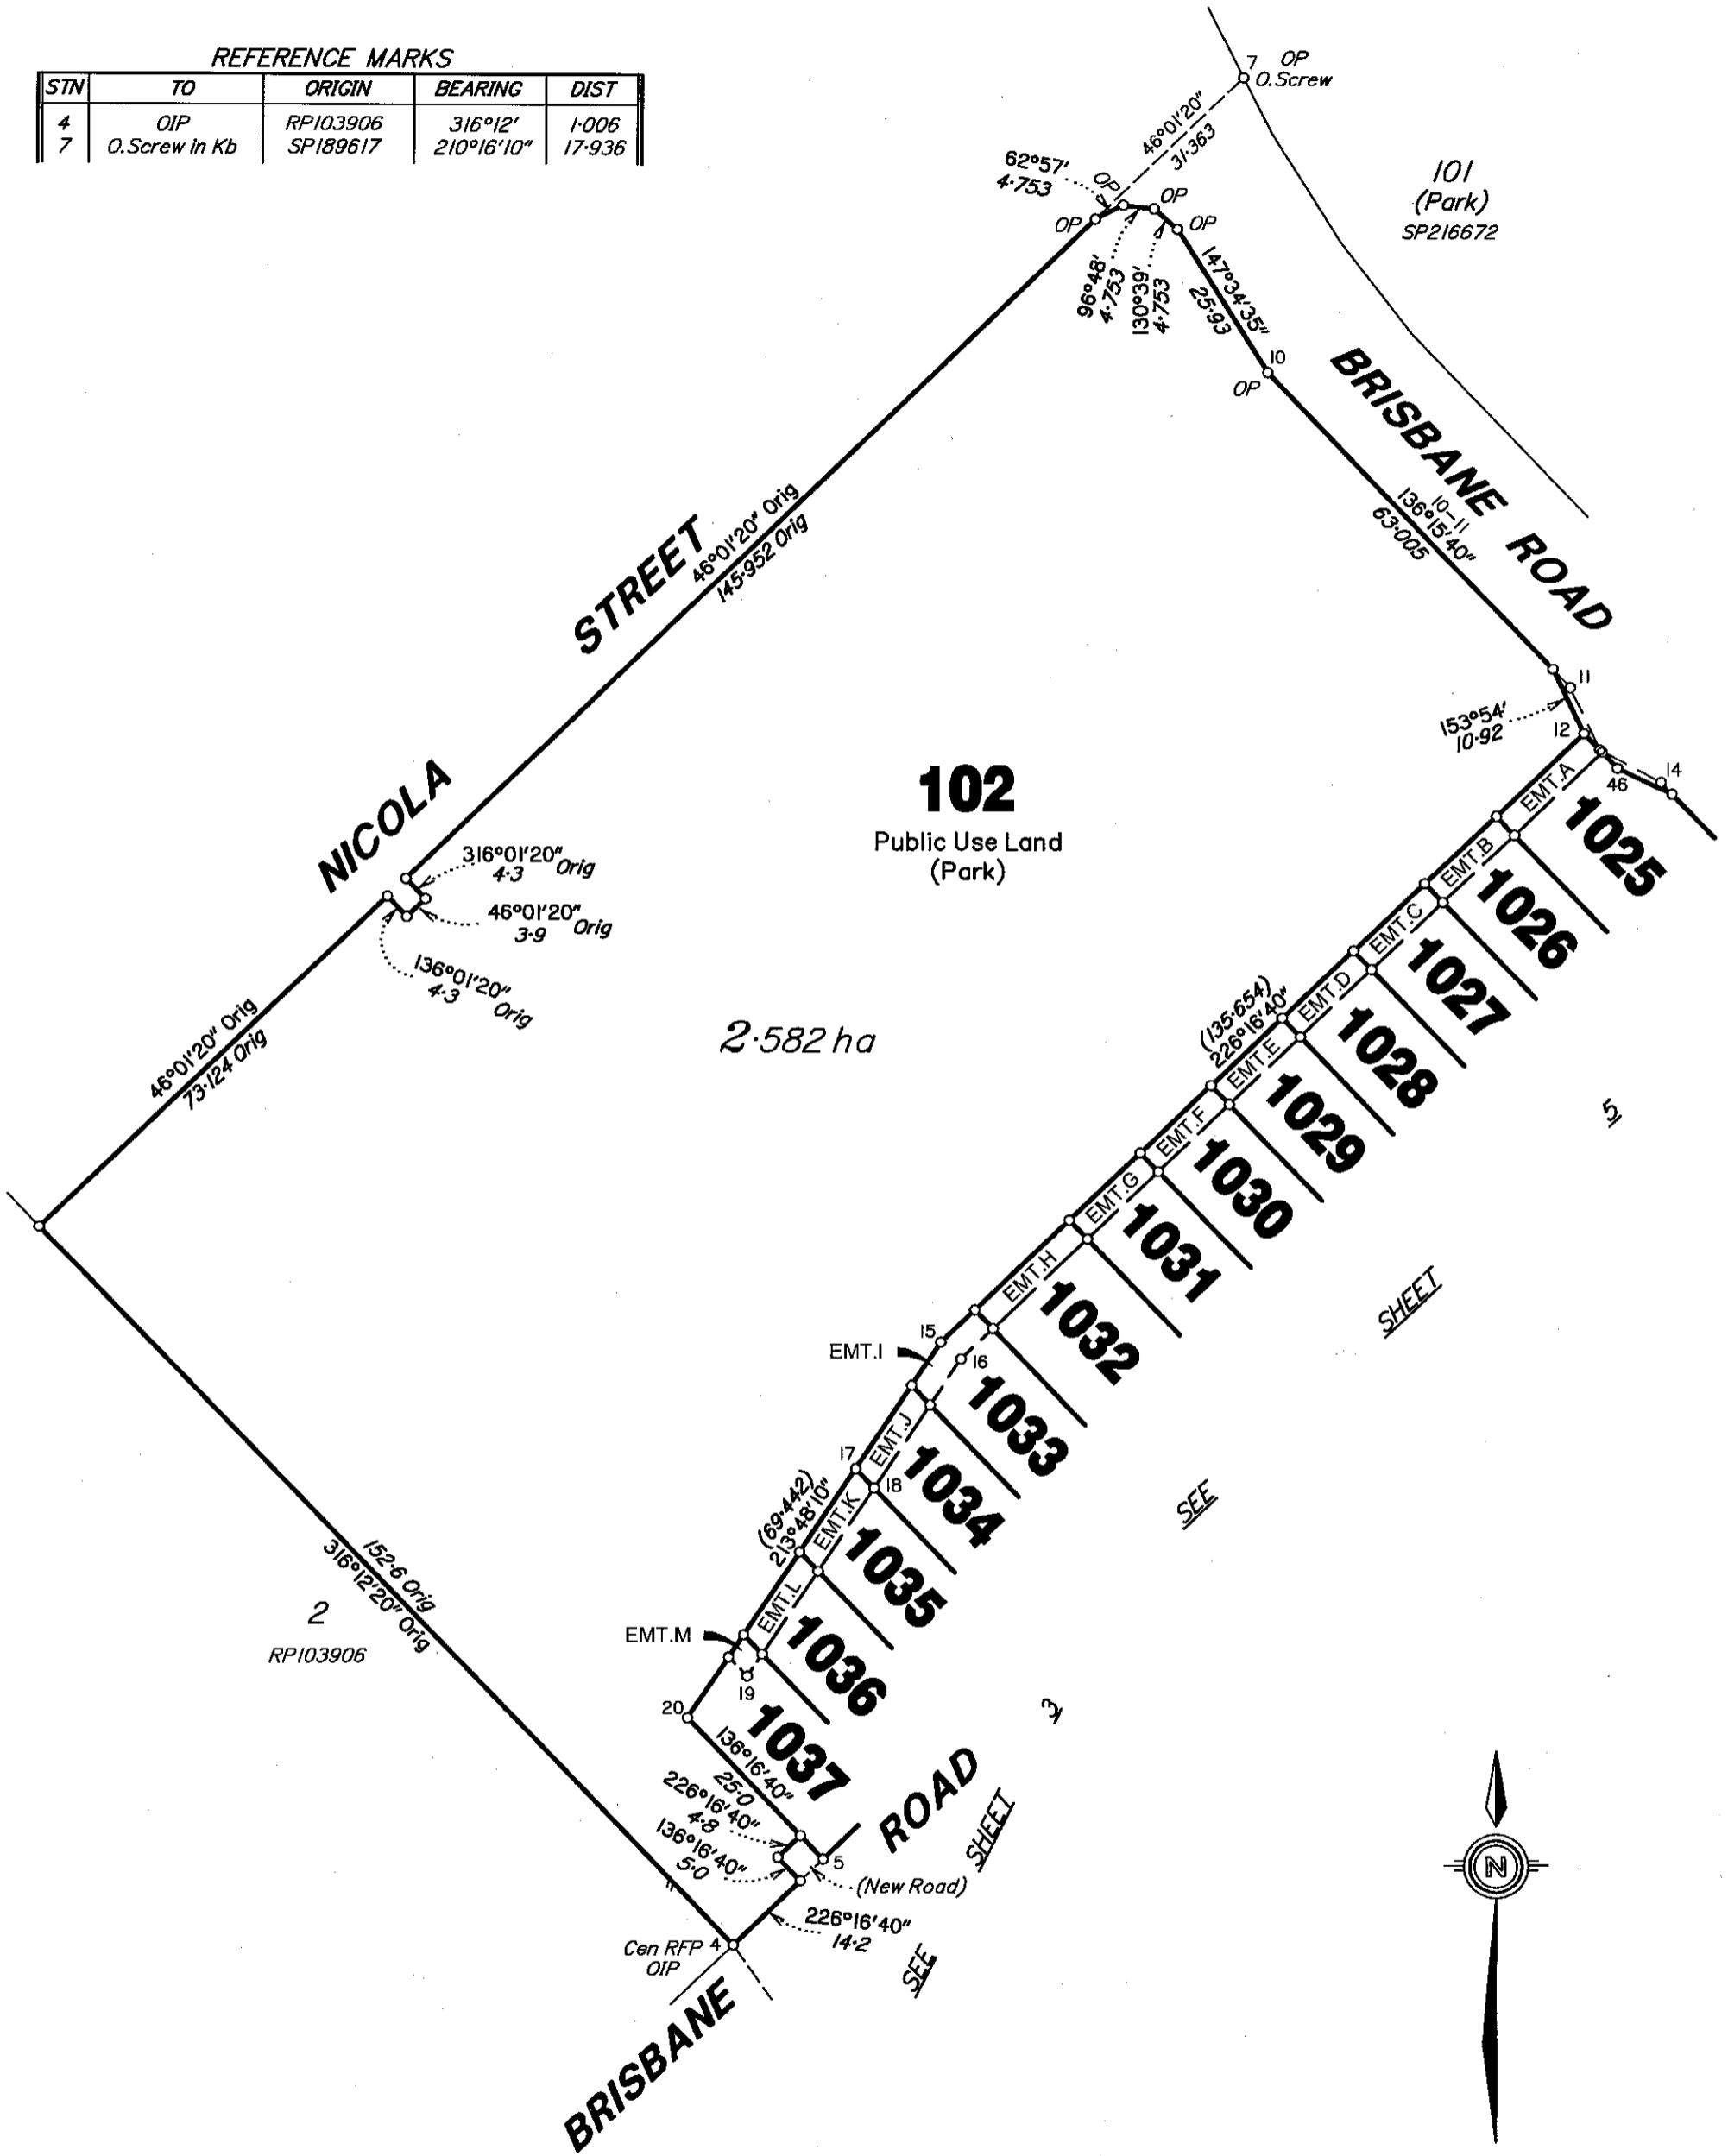 REFERENCE MARKS
STN TO ORIGIN BEARING DIST
4 OIP RP103906 316°12' 1·006
7 O.Screw in Kb SP189617 210°16'10" 17·936
7 OP
O.Screw
46°01'20"
31·363
101
(Park)
SP216672
62°57'
4·753
OP
OP
OP
OP
96°48'
4·753
130°39'
4·753
147°34'35"
25·93
10
OP
BRISBANE ROAD
10-11
136°15'40"
63·005
46°01'20" Orig
145·952 Orig
NICOLA STREET
11
153°54'
10·92
12
14
46
102
Public Use Land
(Park)
2·582 ha
316°01'20" Orig
4·3
46°01'20" Orig
3·9
136°01'20" Orig
4·3
46°01'20" Orig
73·124 Orig
EMT.A
1025
EMT.B
1026
EMT.C
1027
EMT.D
1028
(135·654)
226°16'40"
EMT.E
1029
EMT.F
1030
EMT.G
1031
EMT.H
1032
5
SHEET
SEE
15
EMT.I
16
1033
EMT.J
17
18
1034
(69·442)
213°48'10"
EMT.K
1035
EMT.L
1036
EMT.M
19
20
1037
152·6 Orig
316°12'20" Orig
2
RP103906
136°16'40"
25·0
226°16'40"
4·8
136°16'40"
5·0
5
(New Road)
226°16'40"
14·2
3
SHEET
SEE
Cen RFP 4
OIP
BRISBANE ROAD
N